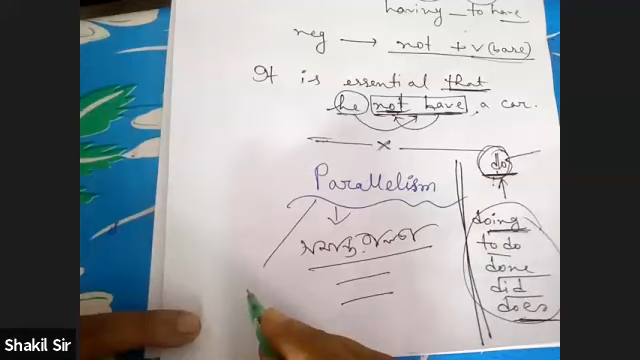 having _ to have
neg → not + v (bare)
It is essential that
he not have a car.
x
do
Parallelism
doing
to do
done
did
does
Shakil Sir